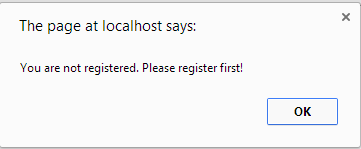 The page at localhost says:
You are not registered. Please register first!
OK